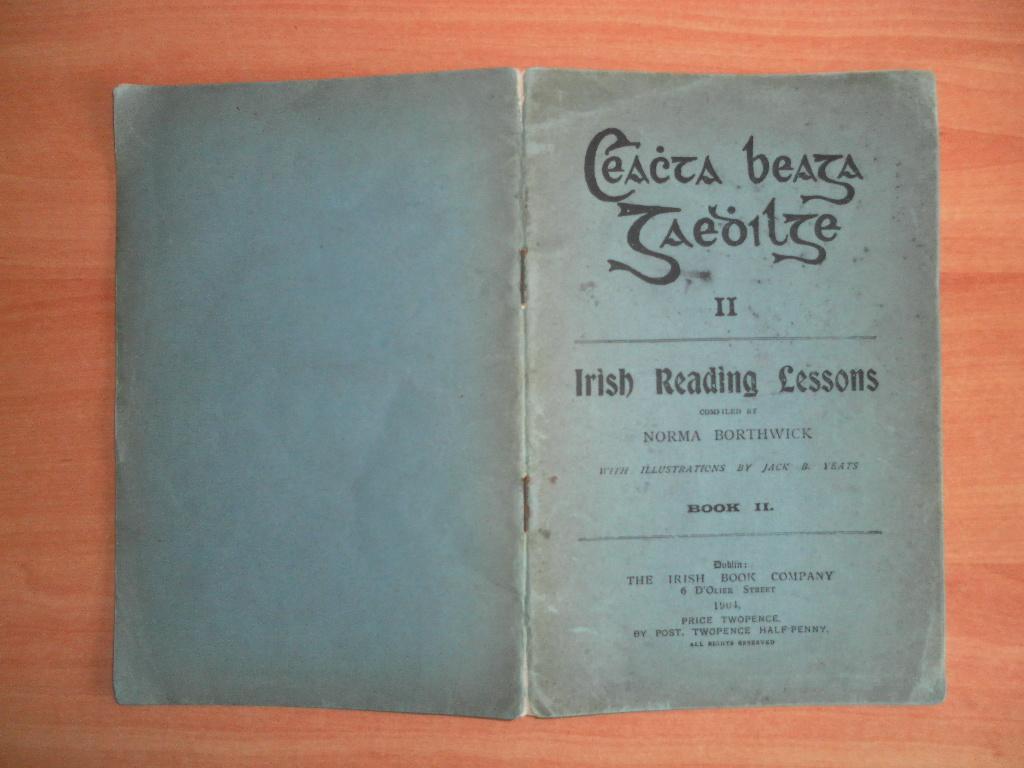 Ceaċta beaga
Gaeḋilge
II
Irish Reading Lessons
COMPILED BY
NORMA BORTHWICK
WITH ILLUSTRATIONS BY JACK B. YEATS
BOOK II.
Dublin:
THE IRISH BOOK COMPANY
6 D'OLIER STREET
1904.
PRICE TWOPENCE.
BY POST, TWOPENCE HALF-PENNY.
ALL RIGHTS RESERVED